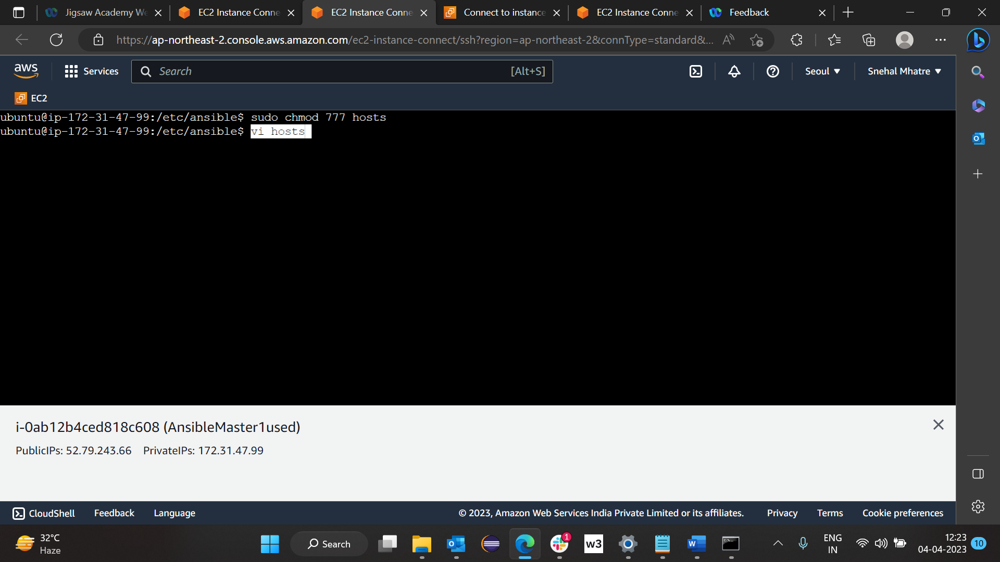 Jigsaw Academy We
EC2 Instance Conne
EC2 Instance Conne
Connect to instance
EC2 Instance Conne
Feedback
https://ap-northeast-2.console.aws.amazon.com/ec2-instance-connect/ssh?region=ap-northeast-2&connType=standard&...
aws
Services
Search
[Alt+S]
Seoul
Snehal Mhatre
EC2
ubuntu@ip-172-31-47-99:/etc/ansible$ sudo chmod 777 hosts
ubuntu@ip-172-31-47-99:/etc/ansible$ vi hosts
i-0ab12b4ced818c608 (AnsibleMaster1used)
PublicIPs: 52.79.243.66 PrivateIPs: 172.31.47.99
CloudShell
Feedback
Language
© 2023, Amazon Web Services India Private Limited or its affiliates.
Privacy
Terms
Cookie preferences
32°C
Haze
Search
1
w3
ENG
IN
12:23
04-04-2023
10